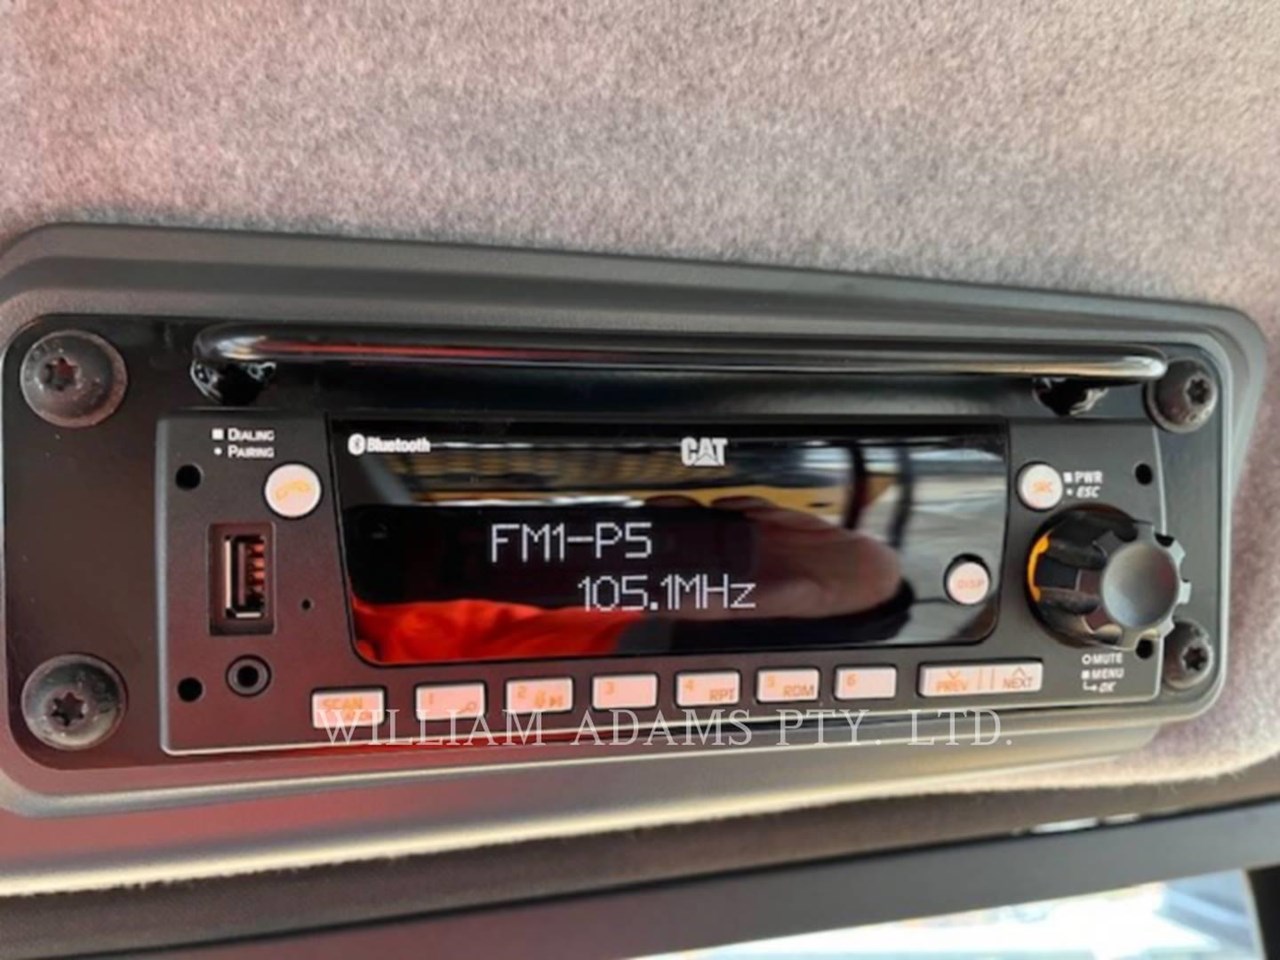 DIALING
PAIRING
Bluetooth
CAT
SRC
PWR
ESC
FM1-P5
105.1MHz
DISP
MUTE
MENU
OK
SCAN
1
2
3
4 RPT
5 RDM
6
PREV
NEXT
WILLIAM ADAMS PTY. LTD.